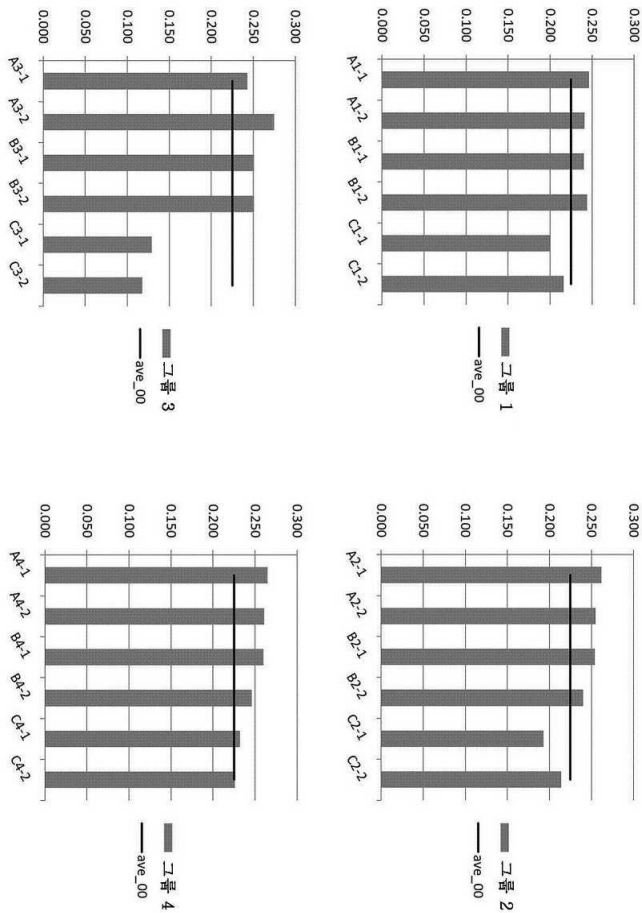 0.300
0.250
0.200
0.150
0.100
0.050
0.000
A1-1
A1-2
B1-1
B1-2
C1-1
C1-2
그룹 1
ave_00
0.300
0.250
0.200
0.150
0.100
0.050
0.000
A2-1
A2-2
B2-1
B2-2
C2-1
C2-2
그룹 2
ave_00
0.300
0.250
0.200
0.150
0.100
0.050
0.000
A3-1
A3-2
B3-1
B3-2
C3-1
C3-2
그룹 3
ave_00
0.300
0.250
0.200
0.150
0.100
0.050
0.000
A4-1
A4-2
B4-1
B4-2
C4-1
C4-2
그룹 4
ave_00